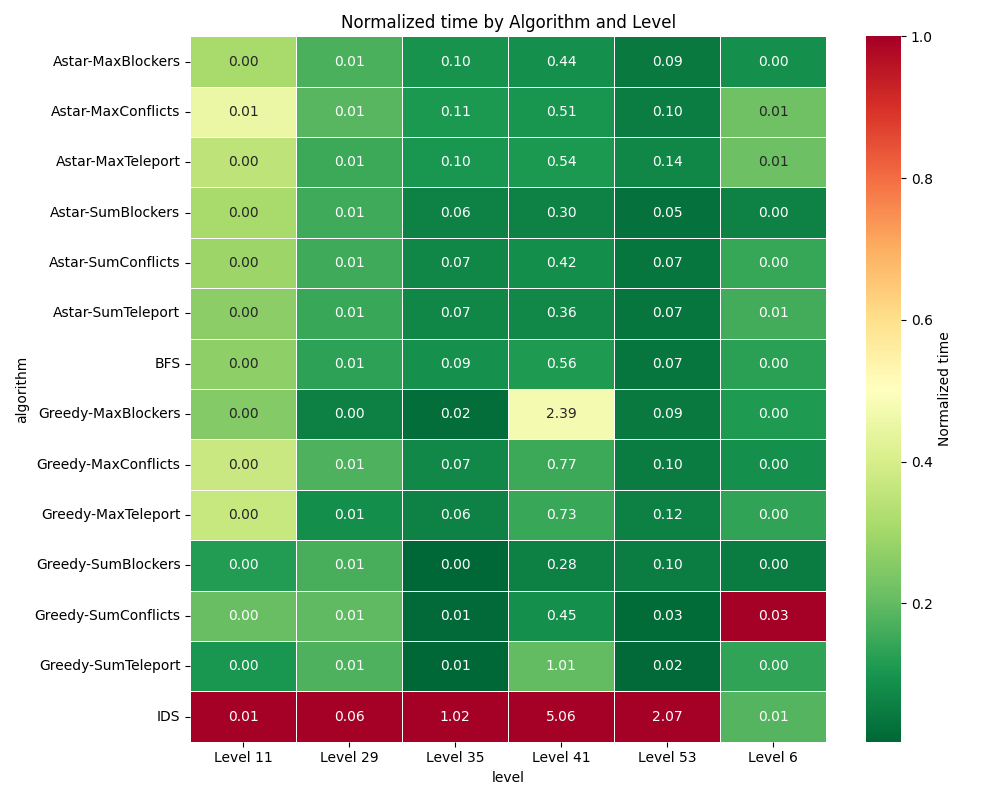 Normalized time by Algorithm and Level
algorithm
Astar-MaxBlockers 0.00 0.01 0.10 0.44 0.09 0.00
Astar-MaxConflicts 0.01 0.01 0.11 0.51 0.10 0.01
Astar-MaxTeleport 0.00 0.01 0.10 0.54 0.14 0.01
Astar-SumBlockers 0.00 0.01 0.06 0.30 0.05 0.00
Astar-SumConflicts 0.00 0.01 0.07 0.42 0.07 0.00
Astar-SumTeleport 0.00 0.01 0.07 0.36 0.07 0.01
BFS 0.00 0.01 0.09 0.56 0.07 0.00
Greedy-MaxBlockers 0.00 0.00 0.02 2.39 0.09 0.00
Greedy-MaxConflicts 0.00 0.01 0.07 0.77 0.10 0.00
Greedy-MaxTeleport 0.00 0.01 0.06 0.73 0.12 0.00
Greedy-SumBlockers 0.00 0.01 0.00 0.28 0.10 0.00
Greedy-SumConflicts 0.00 0.01 0.01 0.45 0.03 0.03
Greedy-SumTeleport 0.00 0.01 0.01 1.01 0.02 0.00
IDS 0.01 0.06 1.02 5.06 2.07 0.01
Level 11 Level 29 Level 35 Level 41 Level 53 Level 6
level
1.0
0.8
0.6
0.4
0.2
Normalized time